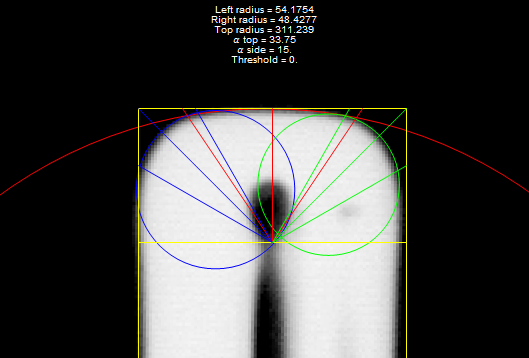 Left radius = 54.1754
Right radius = 48.4277
Top radius = 311.239
α top = 33.75
α side = 15.
Threshold = 0.